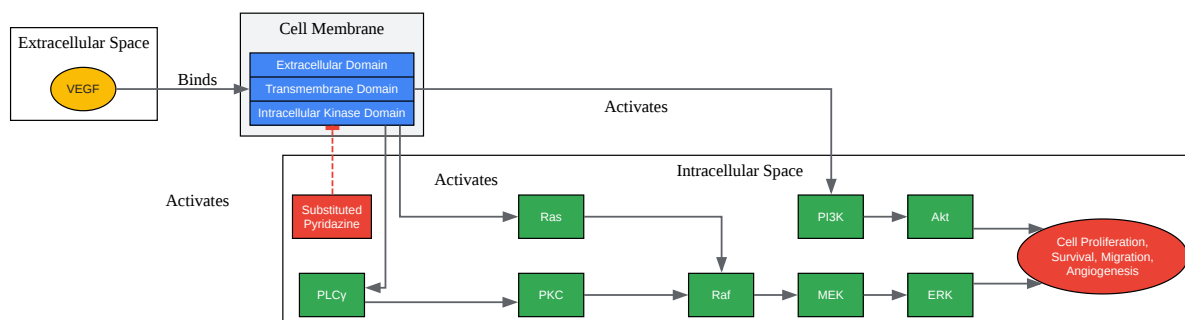 Extracellular Space
VEGF
Binds
Cell Membrane
Extracellular Domain
Transmembrane Domain
Intracellular Kinase Domain
Activates
Activates
Activates
Intracellular Space
Substituted
Pyridazine
Ras
PI3K
Akt
PLCγ
PKC
Raf
MEK
ERK
Cell Proliferation,
Survival, Migration,
Angiogenesis